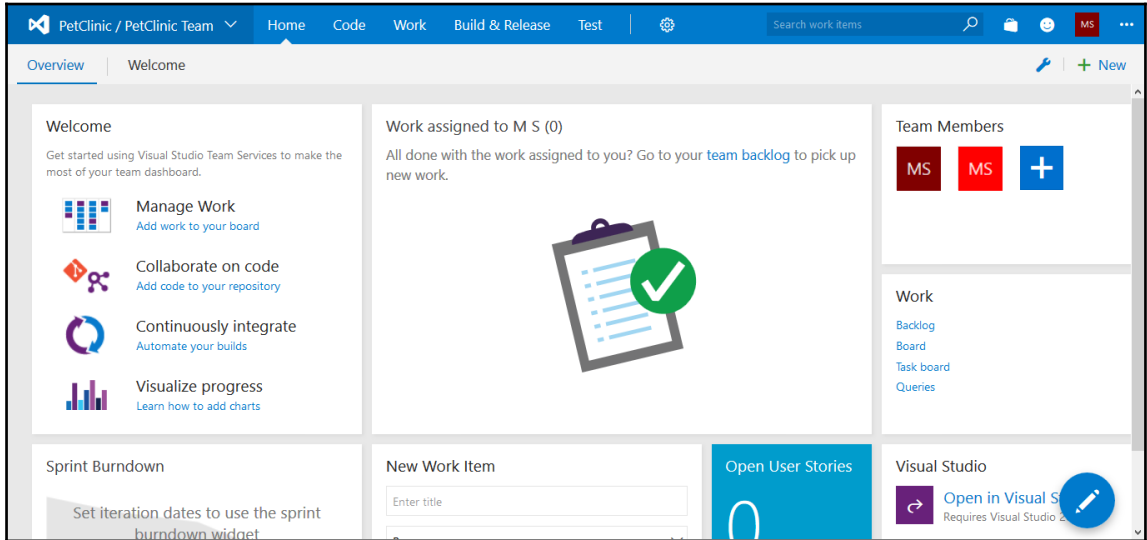 PetClinic / PetClinic Team
Home
Code
Work
Build & Release
Test
Search work items
MS
Overview
Welcome
New
Welcome
Get started using Visual Studio Team Services to make the
most of your team dashboard.
Manage Work
Add work to your board
Collaborate on code
Add code to your repository
Continuously integrate
Automate your builds
Visualize progress
Learn how to add charts
Work assigned to M S (0)
All done with the work assigned to you? Go to your team backlog to pick up
new work.
Team Members
MS
MS
Work
Backlog
Board
Task board
Queries
Sprint Burndown
Set iteration dates to use the sprint
burndown widget
New Work Item
Enter title
Open User Stories
0
Visual Studio
Open in Visual
Requires Visual Studio